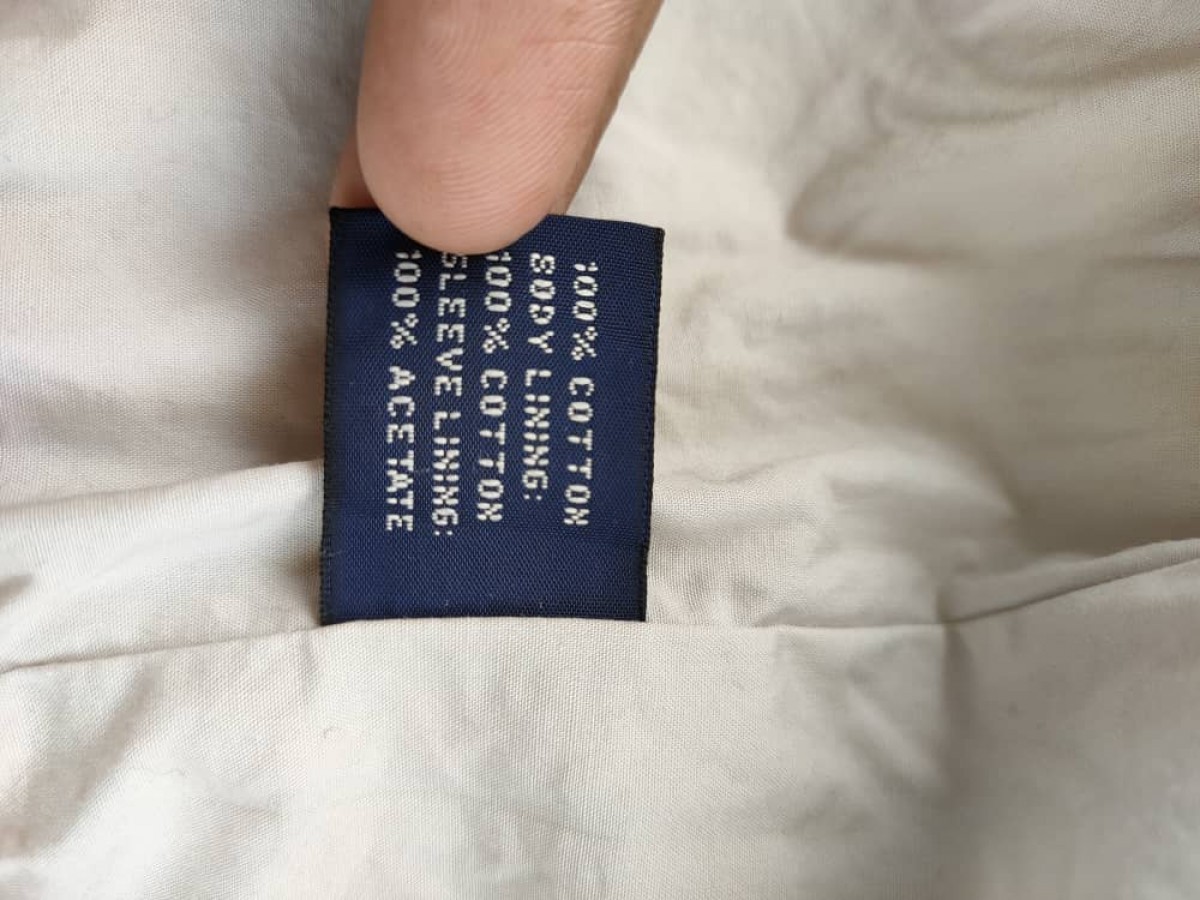 100% COTTON
BODY LINING:
100% COTTON
SLEEVE LINING:
100% ACETATE